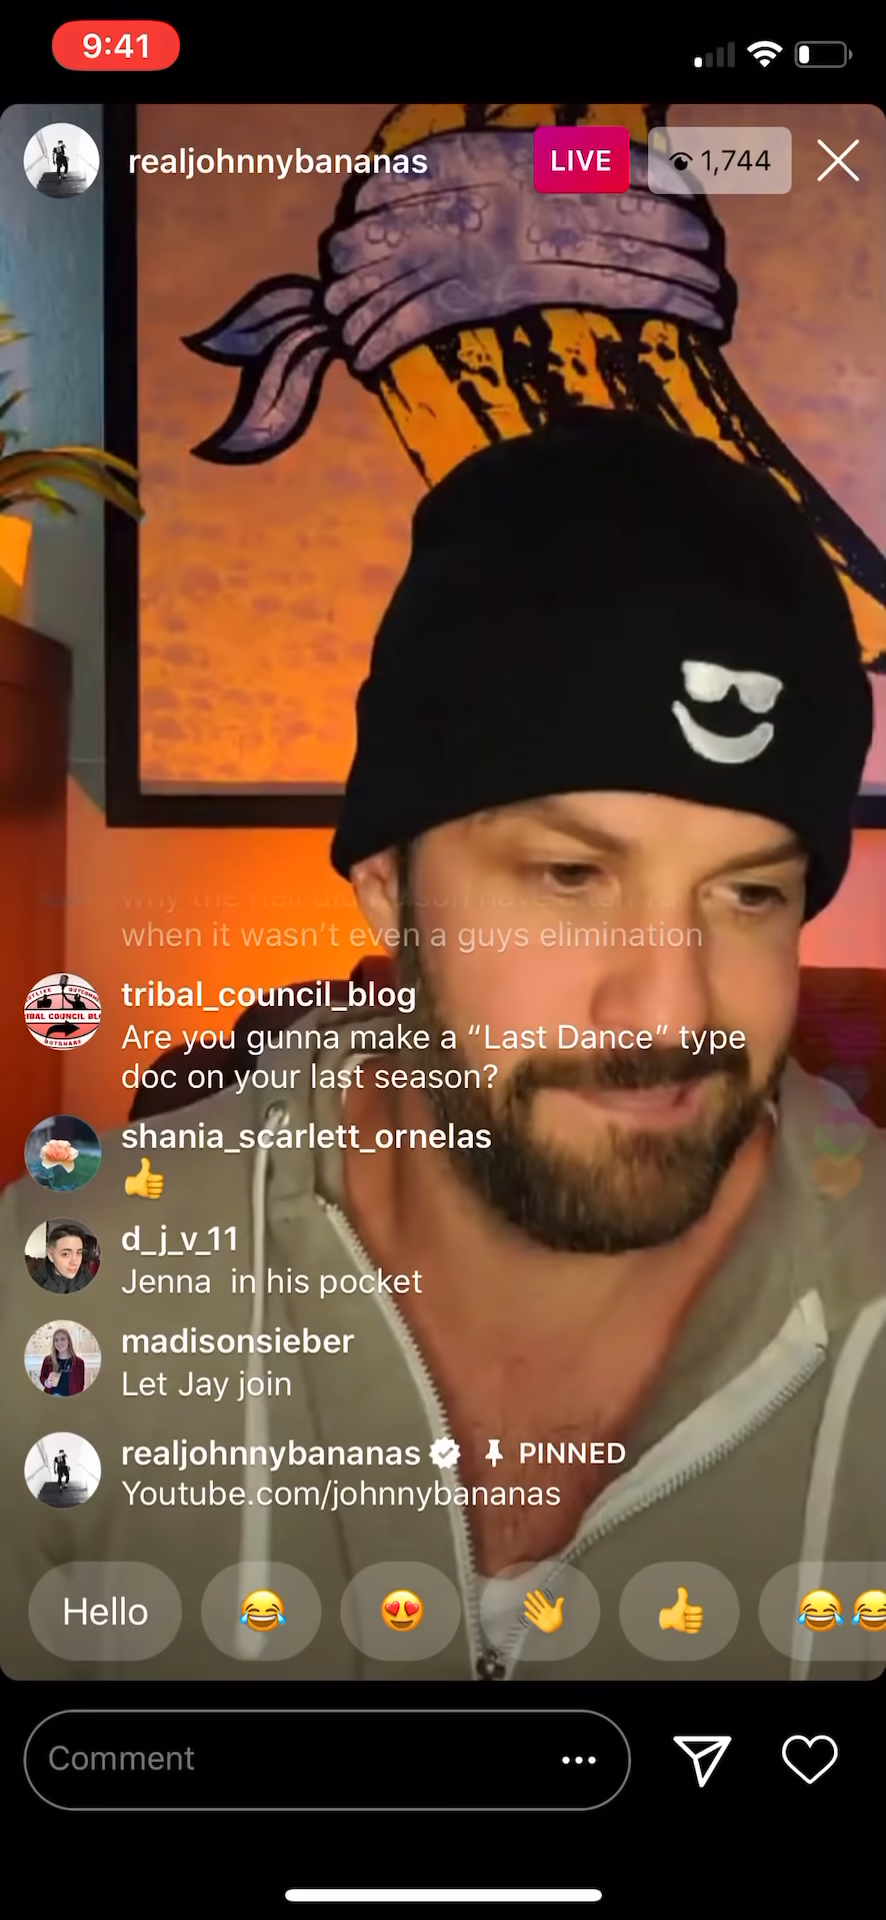 9:41
realjohnnybananas
LIVE
1,744
when it wasn't even a guys elimination
tribal_council_blog
Are you gunna make a “Last Dance” type
doc on your last season?
shania_scarlett_ornelas
👍
d_j_v_11
Jenna  in his pocket
madisonsieber
Let Jay join
realjohnnybananas PINNED
Youtube.com/johnnybananas
Hello 😂 😍 👋 👍 😂😂
Comment